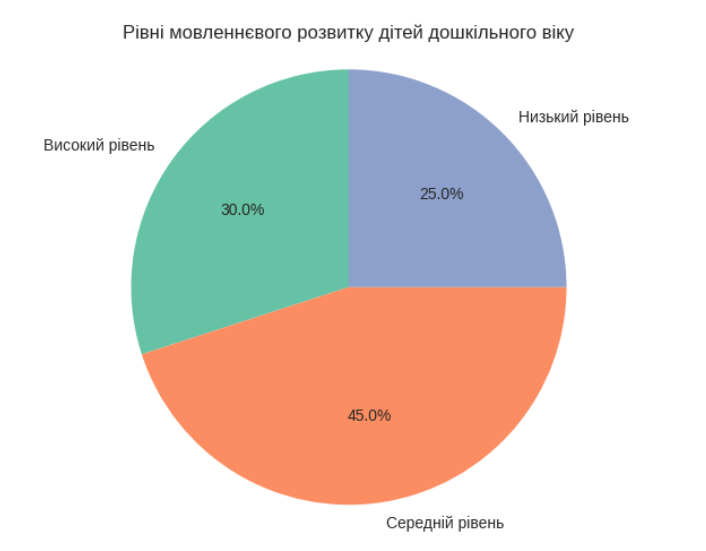 Рівні мовленнєвого розвитку дітей дошкільного віку
Низький рівень
Високий рівень
25.0%
30.0%
45.0%
Середній рівень